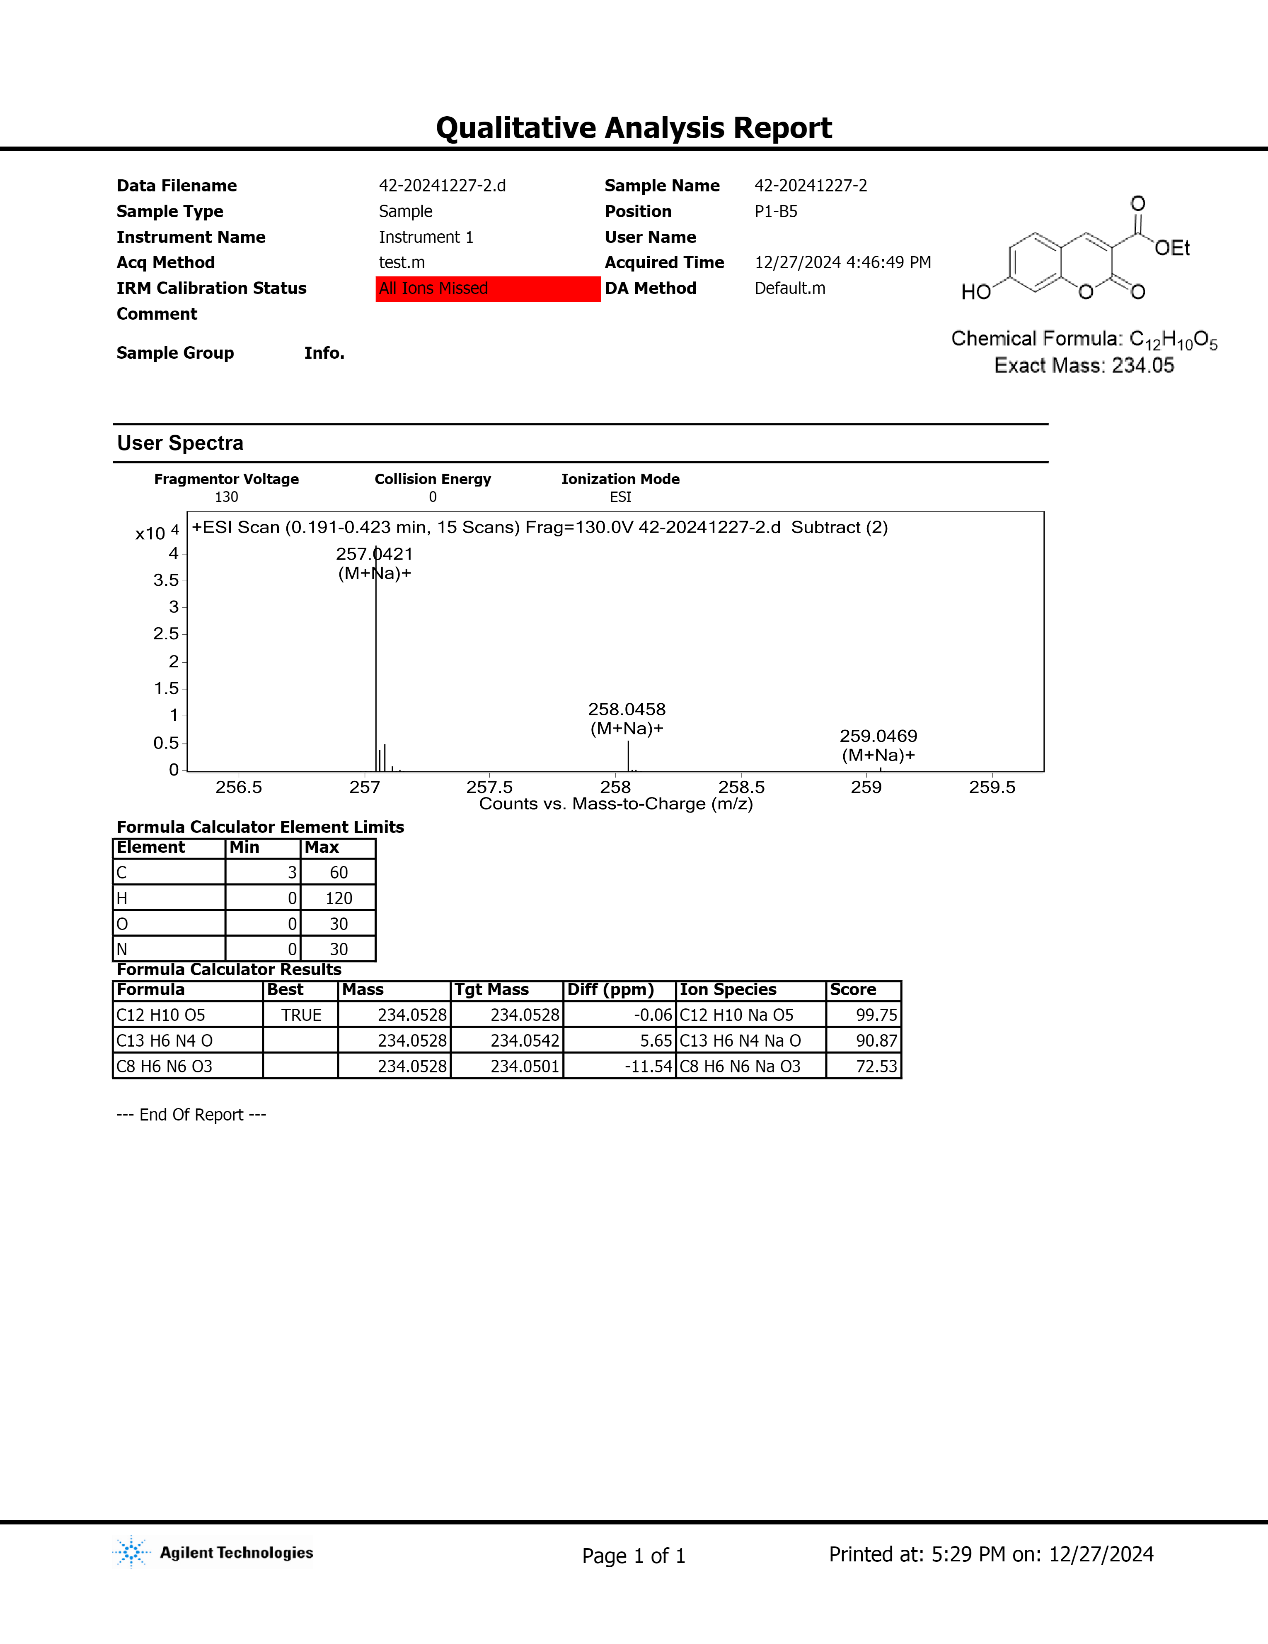 Qualitative Analysis Report
Data Filename 42-20241227-2.d Sample Name 42-20241227-2
Sample Type Sample Position P1-B5
Instrument Name Instrument 1 User Name
Acq Method test.m Acquired Time 12/27/2024 4:46:49 PM
IRM Calibration Status All Ions Missed DA Method Default.m
Comment
Sample Group Info.
O
OEt
HO O O
Chemical Formula: C12H10O5
Exact Mass: 234.05
User Spectra
Fragmentor Voltage Collision Energy Ionization Mode
130 0 ESI
x10 4 +ESI Scan (0.191-0.423 min, 15 Scans) Frag=130.0V 42-20241227-2.d Subtract (2)
4
3.5
3
2.5
2
1.5
1
0.5
0
257.0421
(M+Na)+
258.0458
(M+Na)+
259.0469
(M+Na)+
256.5 257 257.5 258 258.5 259 259.5
Counts vs. Mass-to-Charge (m/z)
Formula Calculator Element Limits
Element Min Max
C 3 60
H 0 120
O 0 30
N 0 30
Formula Calculator Results
Formula Best Mass Tgt Mass Diff (ppm) Ion Species Score
C12 H10 O5 TRUE 234.0528 234.0528 -0.06 C12 H10 Na O5 99.75
C13 H6 N4 O 234.0528 234.0542 5.65 C13 H6 N4 Na O 90.87
C8 H6 N6 O3 234.0528 234.0501 -11.54 C8 H6 N6 Na O3 72.53
--- End Of Report ---
Agilent Technologies Page 1 of 1 Printed at: 5:29 PM on: 12/27/2024